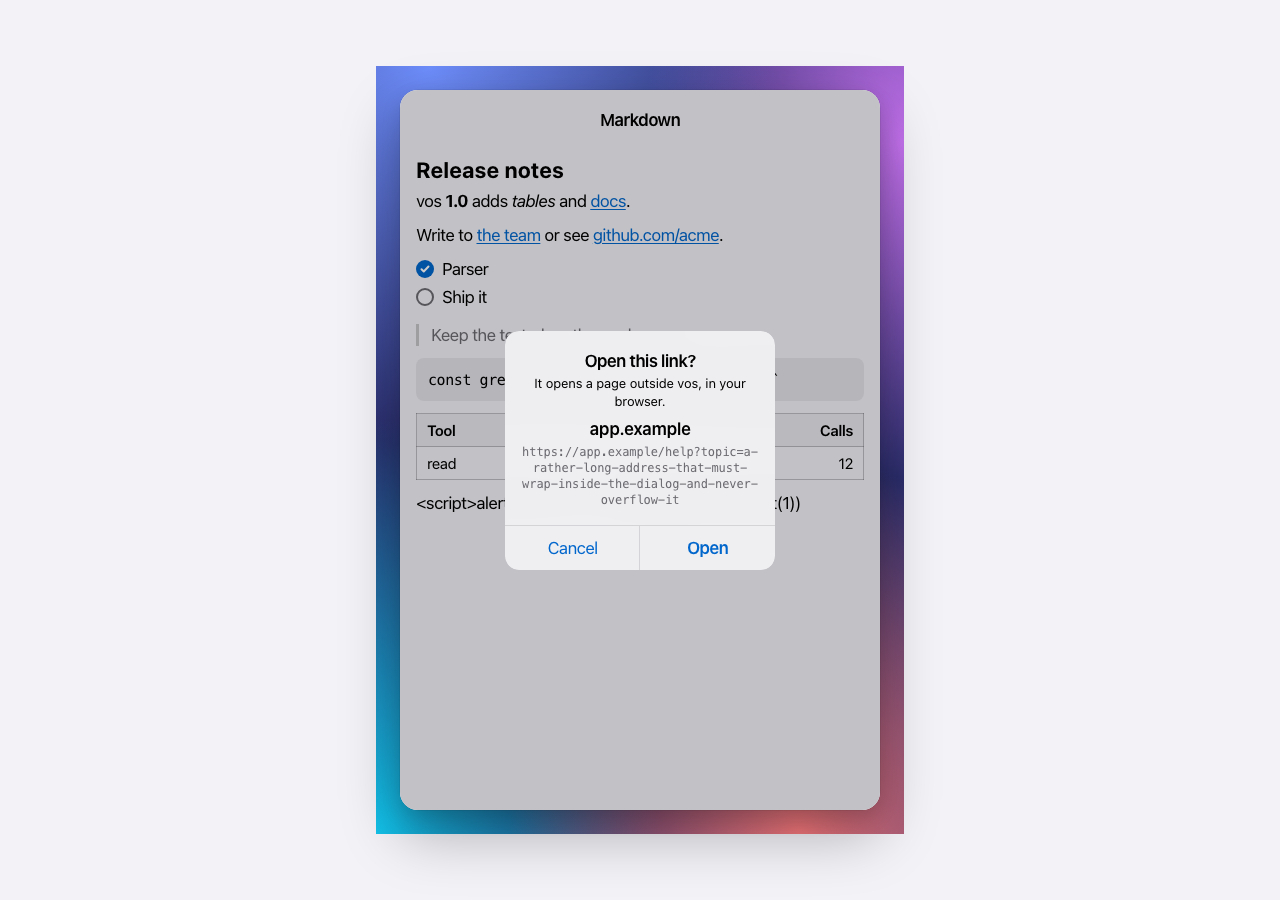 Markdown
Release notes
vos 1.0 adds tables and docs.
Write to the team or see github.com/acme.
Parser
Ship it
Keep the
const gre
Tool
Calls
read
12
<script>aler
(1))
Open this link?
It opens a page outside vos, in your
browser.
app.example
https://app.example/help?topic=a-
rather-long-address-that-must-
wrap-inside-the-dialog-and-never-
overflow-it
Cancel
Open